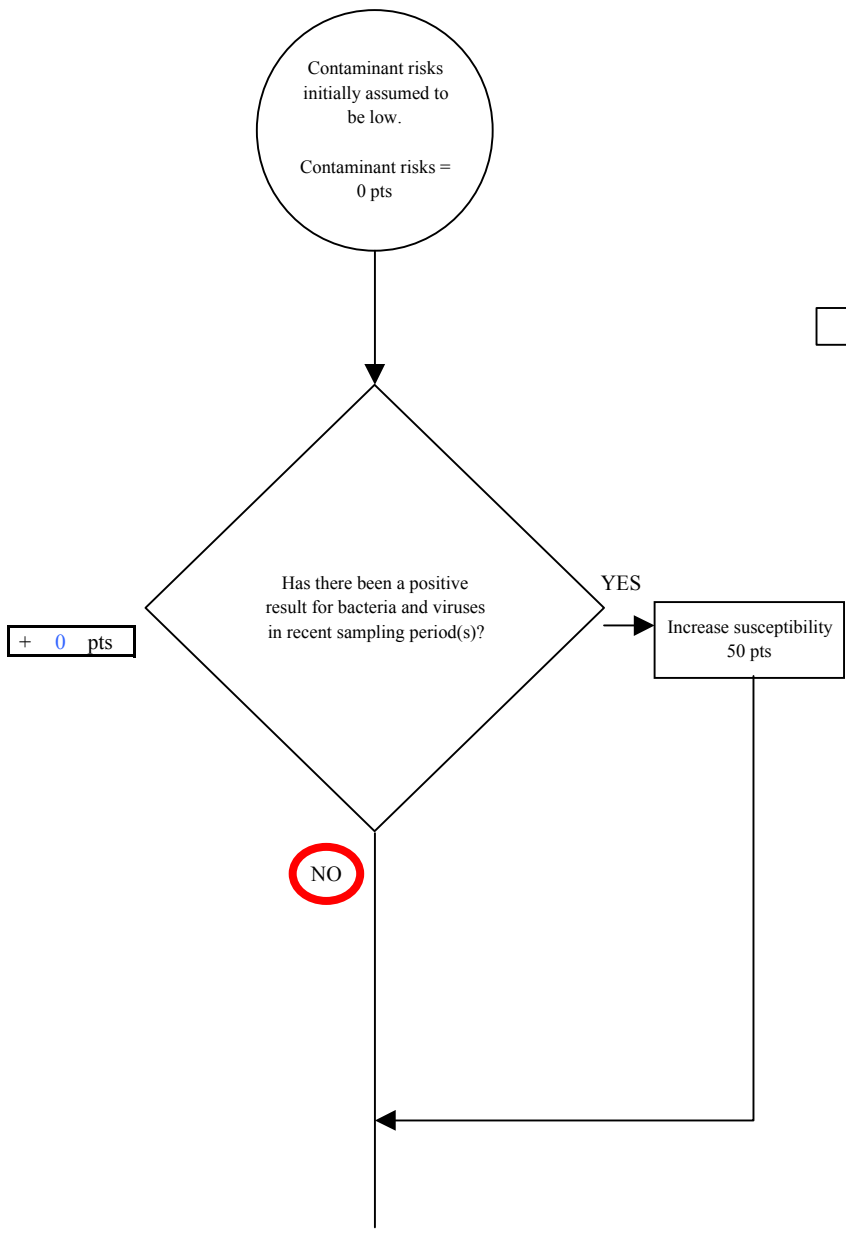 Contaminant risks
initially assumed to
be low.
Contaminant risks =
0 pts
Has there been a positive
result for bacteria and viruses
in recent sampling period(s)?
YES
+ 0 pts
Increase susceptibility
50 pts
NO